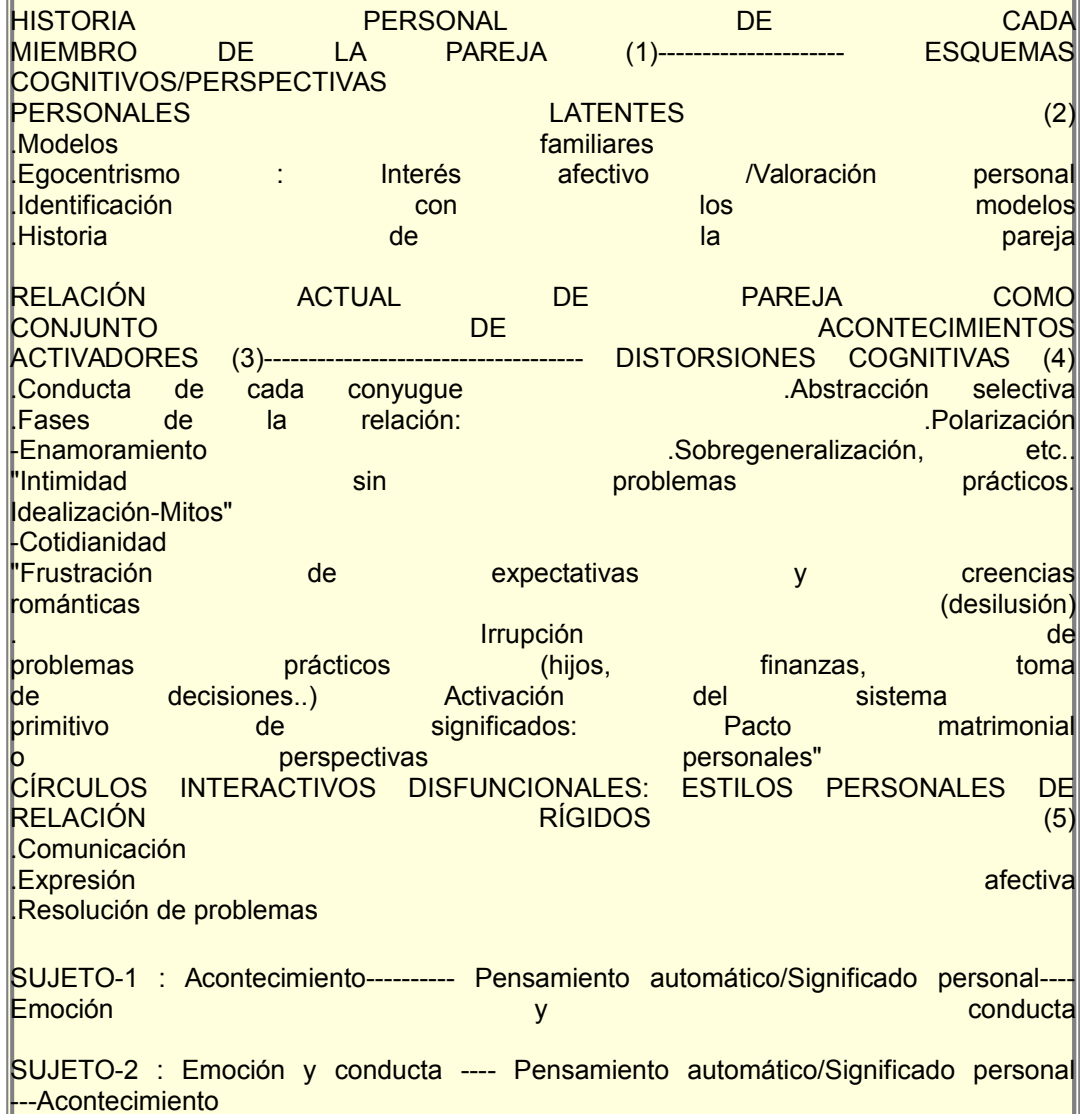 HISTORIA PERSONAL DE CADA
MIEMBRO DE LA PAREJA (1)--------------------- ESQUEMAS
COGNITIVOS/PERSPECTIVAS
PERSONALES LATENTES (2)
.Modelos familiares
.Egocentrismo : Interés afectivo /Valoración personal
.Identificación con los modelos
.Historia de la pareja
RELACIÓN ACTUAL DE PAREJA COMO
CONJUNTO DE ACONTECIMIENTOS
ACTIVADORES (3)------------------------------------ DISTORSIONES COGNITIVAS (4)
.Conducta de cada conyugue .Abstracción selectiva
.Fases de la relación: .Polarización
-Enamoramiento .Sobregeneralización, etc..
"Intimidad sin problemas prácticos.
Idealización-Mitos"
-Cotidianidad
"Frustración de expectativas y creencias
románticas (desilusión)
. Irrupción de
problemas prácticos (hijos, finanzas, toma
de decisiones..) Activación del sistema
primitivo de significados: Pacto matrimonial
o perspectivas personales"
CÍRCULOS INTERACTIVOS DISFUNCIONALES: ESTILOS PERSONALES DE
RELACIÓN RÍGIDOS (5)
.Comunicación
.Expresión afectiva
.Resolución de problemas
SUJETO-1 : Acontecimiento---------- Pensamiento automático/Significado personal----
Emoción y conducta
SUJETO-2 : Emoción y conducta ---- Pensamiento automático/Significado personal
---Acontecimiento